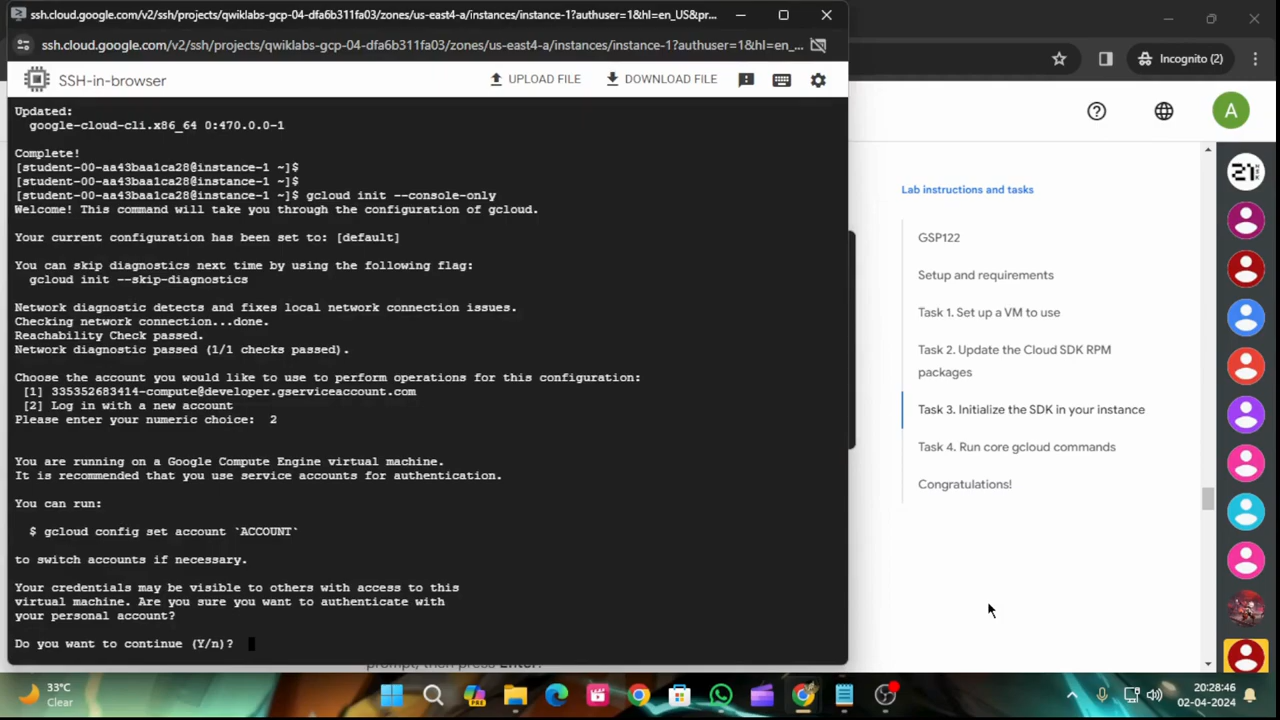 ssh.cloud.google.com/v2/ssh/projects/qwiklabs-gcp-04-dfa6b311fa03/zones/us-east4-a/instances/instance-1?authuser=1&hl=en_US&pr...
ssh.cloud.google.com/v2/ssh/projects/qwiklabs-gcp-04-dfa6b311fa03/zones/us-east4-a/instances/instance-1?authuser=1&hl=en_...
SSH-in-browser
UPLOAD FILE
DOWNLOAD FILE
Updated:
google-cloud-cli.x86_64 0:470.0.0-1
Complete!
[student-00-aa43baa1ca28@instance-1 ~]$
[student-00-aa43baa1ca28@instance-1 ~]$
[student-00-aa43baa1ca28@instance-1 ~]$ gcloud init --console-only
Welcome! This command will take you through the configuration of gcloud.
Your current configuration has been set to: [default]
You can skip diagnostics next time by using the following flag:
gcloud init --skip-diagnostics
Network diagnostic detects and fixes local network connection issues.
Checking network connection...done.
Reachability Check passed.
Network diagnostic passed (1/1 checks passed).
Choose the account you would like to use to perform operations for this configuration:
[1] 335352683414-compute@developer.gserviceaccount.com
[2] Log in with a new account
Please enter your numeric choice:  2
You are running on a Google Compute Engine virtual machine.
It is recommended that you use service accounts for authentication.
You can run:
$ gcloud config set account `ACCOUNT`
to switch accounts if necessary.
Your credentials may be visible to others with access to this
virtual machine. Are you sure you want to authenticate with
your personal account?
Do you want to continue (Y/n)?
Incognito (2)
A
Lab instructions and tasks
GSP122
Setup and requirements
Task 1. Set up a VM to use
Task 2. Update the Cloud SDK RPM
packages
Task 3. Initialize the SDK in your instance
Task 4. Run core gcloud commands
Congratulations!
21
prompt, then press Enter.
33°C
Clear
PRE
20:28:46
02-04-2024